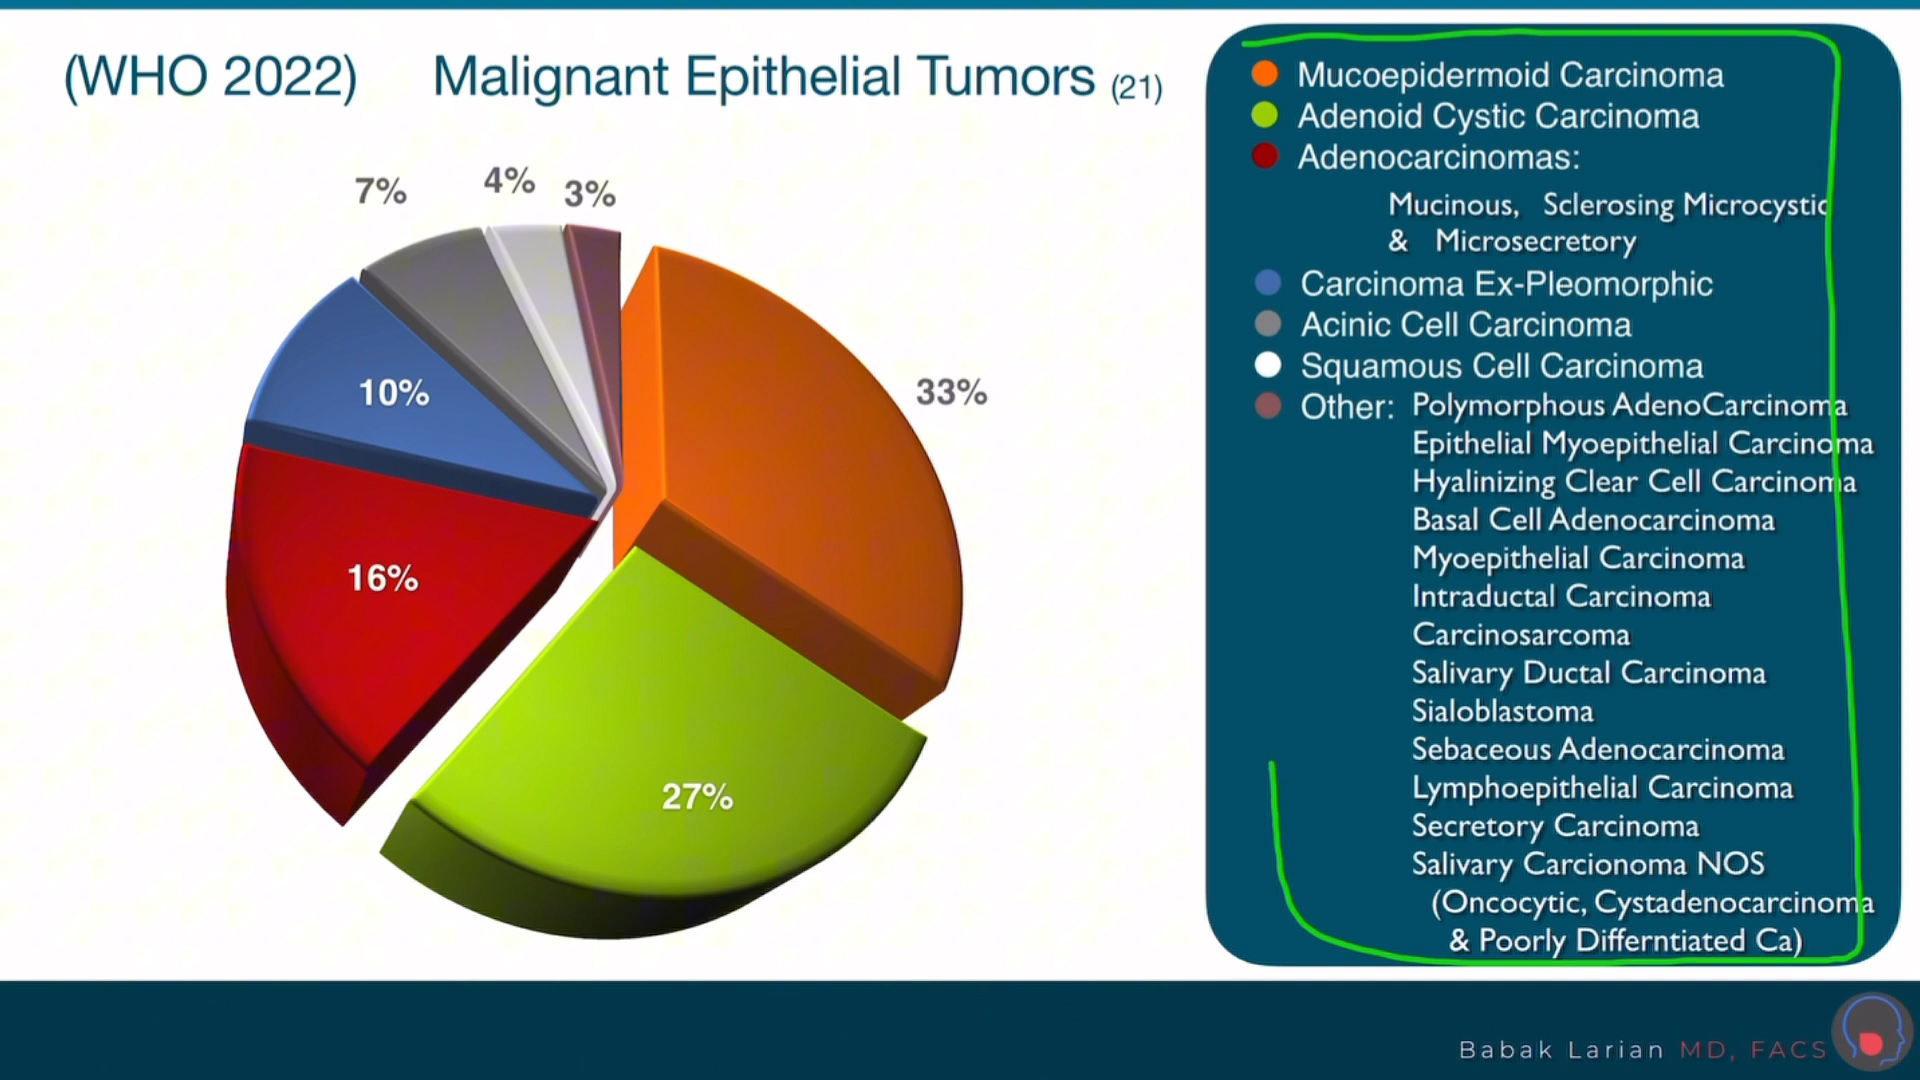 (WHO 2022) Malignant Epithelial Tumors (21)
7%
4%
3%
33%
10%
16%
27%
Mucoepidermoid Carcinoma
Adenoid Cystic Carcinoma
Adenocarcinomas:
Mucinous, Sclerosing Microcystic
& Microsecretory
Carcinoma Ex-Pleomorphic
Acinic Cell Carcinoma
Squamous Cell Carcinoma
Other: Polymorphous AdenoCarcinoma
Epithelial Myoepithelial Carcinoma
Hyalinizing Clear Cell Carcinoma
Basal Cell Adenocarcinoma
Myoepithelial Carcinoma
Intraductal Carcinoma
Carcinosarcoma
Salivary Ductal Carcinoma
Sialoblastoma
Sebaceous Adenocarcinoma
Lymphoepithelial Carcinoma
Secretory Carcinoma
Salivary Carcionoma NOS
(Oncocytic, Cystadenocarcinoma
& Poorly Differntiated Ca)
Babak Larian MD, FACS